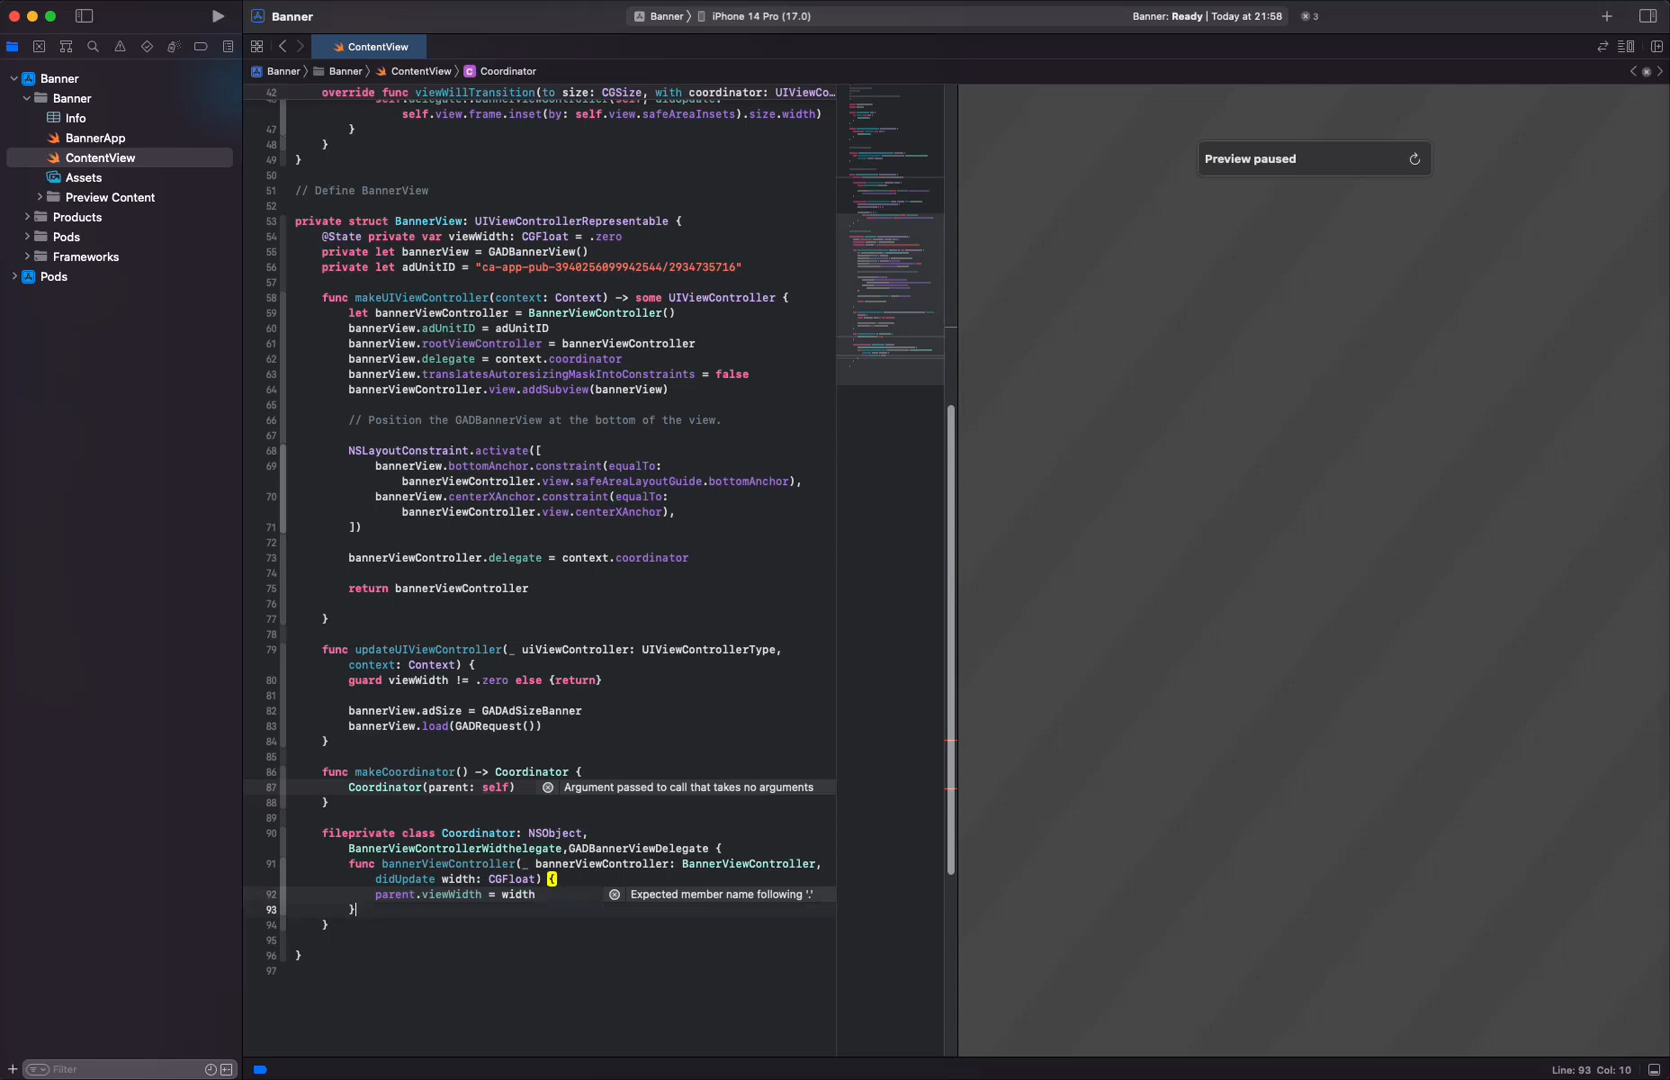 Banner
Banner
iPhone 14 Pro (17.0)
Banner: Ready | Today at 21:58
3
ContentView
Banner
Banner
ContentView
C
Coordinator
Banner
Banner
Info
BannerApp
ContentView
Assets
Preview Content
Products
Pods
Frameworks
Pods
Filter
42 override func viewWillTransition(to size: CGSize, with coordinator: UIViewCo...
self.view.frame.inset(by: self.view.safeAreaInsets).size.width)
47 }
48 }
49 }
50
51 // Define BannerView
52
53 private struct BannerView: UIViewControllerRepresentable {
54 @State private var viewWidth: CGFloat = .zero
55 private let bannerView = GADBannerView()
56 private let adUnitID = "ca-app-pub-3940256099942544/2934735716"
57
58 func makeUIViewController(context: Context) -> some UIViewController {
59 let bannerViewController = BannerViewController()
60 bannerView.adUnitID = adUnitID
61 bannerView.rootViewController = bannerViewController
62 bannerView.delegate = context.coordinator
63 bannerView.translatesAutoresizingMaskIntoConstraints = false
64 bannerViewController.view.addSubview(bannerView)
65
66 // Position the GADBannerView at the bottom of the view.
67
68 NSLayoutConstraint.activate([
69 bannerView.bottomAnchor.constraint(equalTo:
bannerViewController.view.safeAreaLayoutGuide.bottomAnchor),
70 bannerView.centerXAnchor.constraint(equalTo:
bannerViewController.view.centerXAnchor),
71 ])
72
73 bannerViewController.delegate = context.coordinator
74
75 return bannerViewController
76
77 }
78
79 func updateUIViewController(_ uiViewController: UIViewControllerType,
context: Context) {
80 guard viewWidth != .zero else {return}
81
82 bannerView.adSize = GADAdSizeBanner
83 bannerView.load(GADRequest())
84 }
85
86 func makeCoordinator() -> Coordinator {
87 Coordinator(parent: self) Argument passed to call that takes no arguments
88 }
89
90 fileprivate class Coordinator: NSObject,
BannerViewControllerWidthelegate,GADBannerViewDelegate {
91 func bannerViewController(_ bannerViewController: BannerViewController,
didUpdate width: CGFloat) {
92 parent.viewWidth = width Expected member name following '.'
93 }
94 }
95
96 }
97
Preview paused
Line: 93 Col: 10